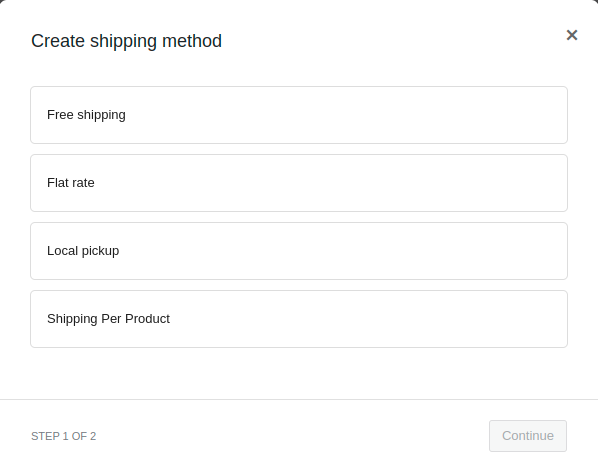 Create shipping method
Free shipping
Flat rate
Local pickup
Shipping Per Product
STEP 1 OF 2
Continue